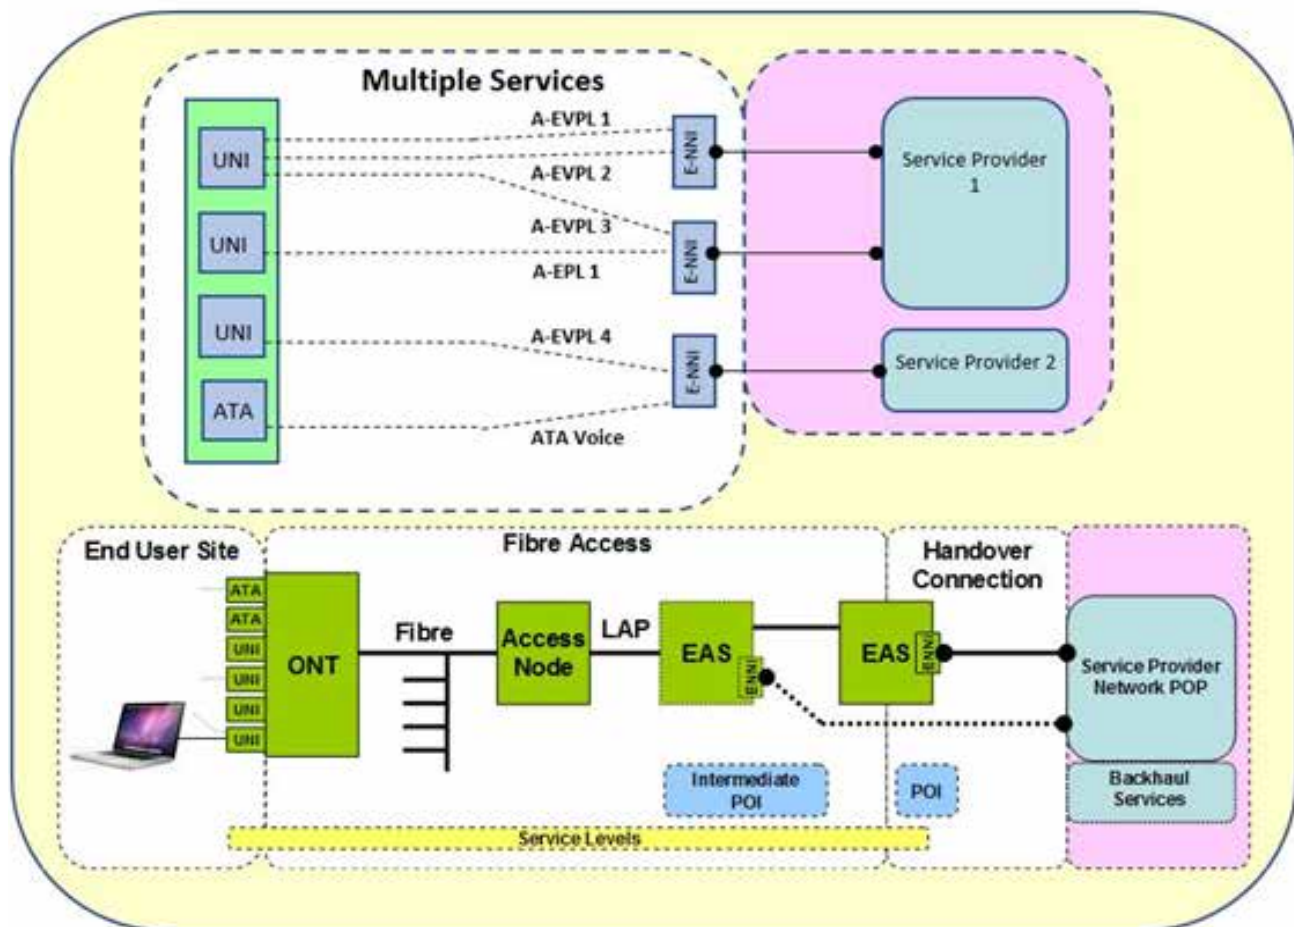 Multiple Services
A-EVPL 1
UNI
E-NNI
Service Provider
1
A-EVPL 2
UNI
A-EVPL 3
E-NNI
A-EPL 1
UNI
A-EVPL 4
E-NNI
Service Provider 2
ATA
ATA Voice
End User Site
Fibre Access
Handover
Connection
ATA
ATA
UNI
UNI
UNI
UNI
ONT
Fibre
Access
Node
LAP
EAS
ENNI
EAS
ENNI
Service Provider
Network POP
Intermediate
POI
POI
Backhaul
Services
Service Levels